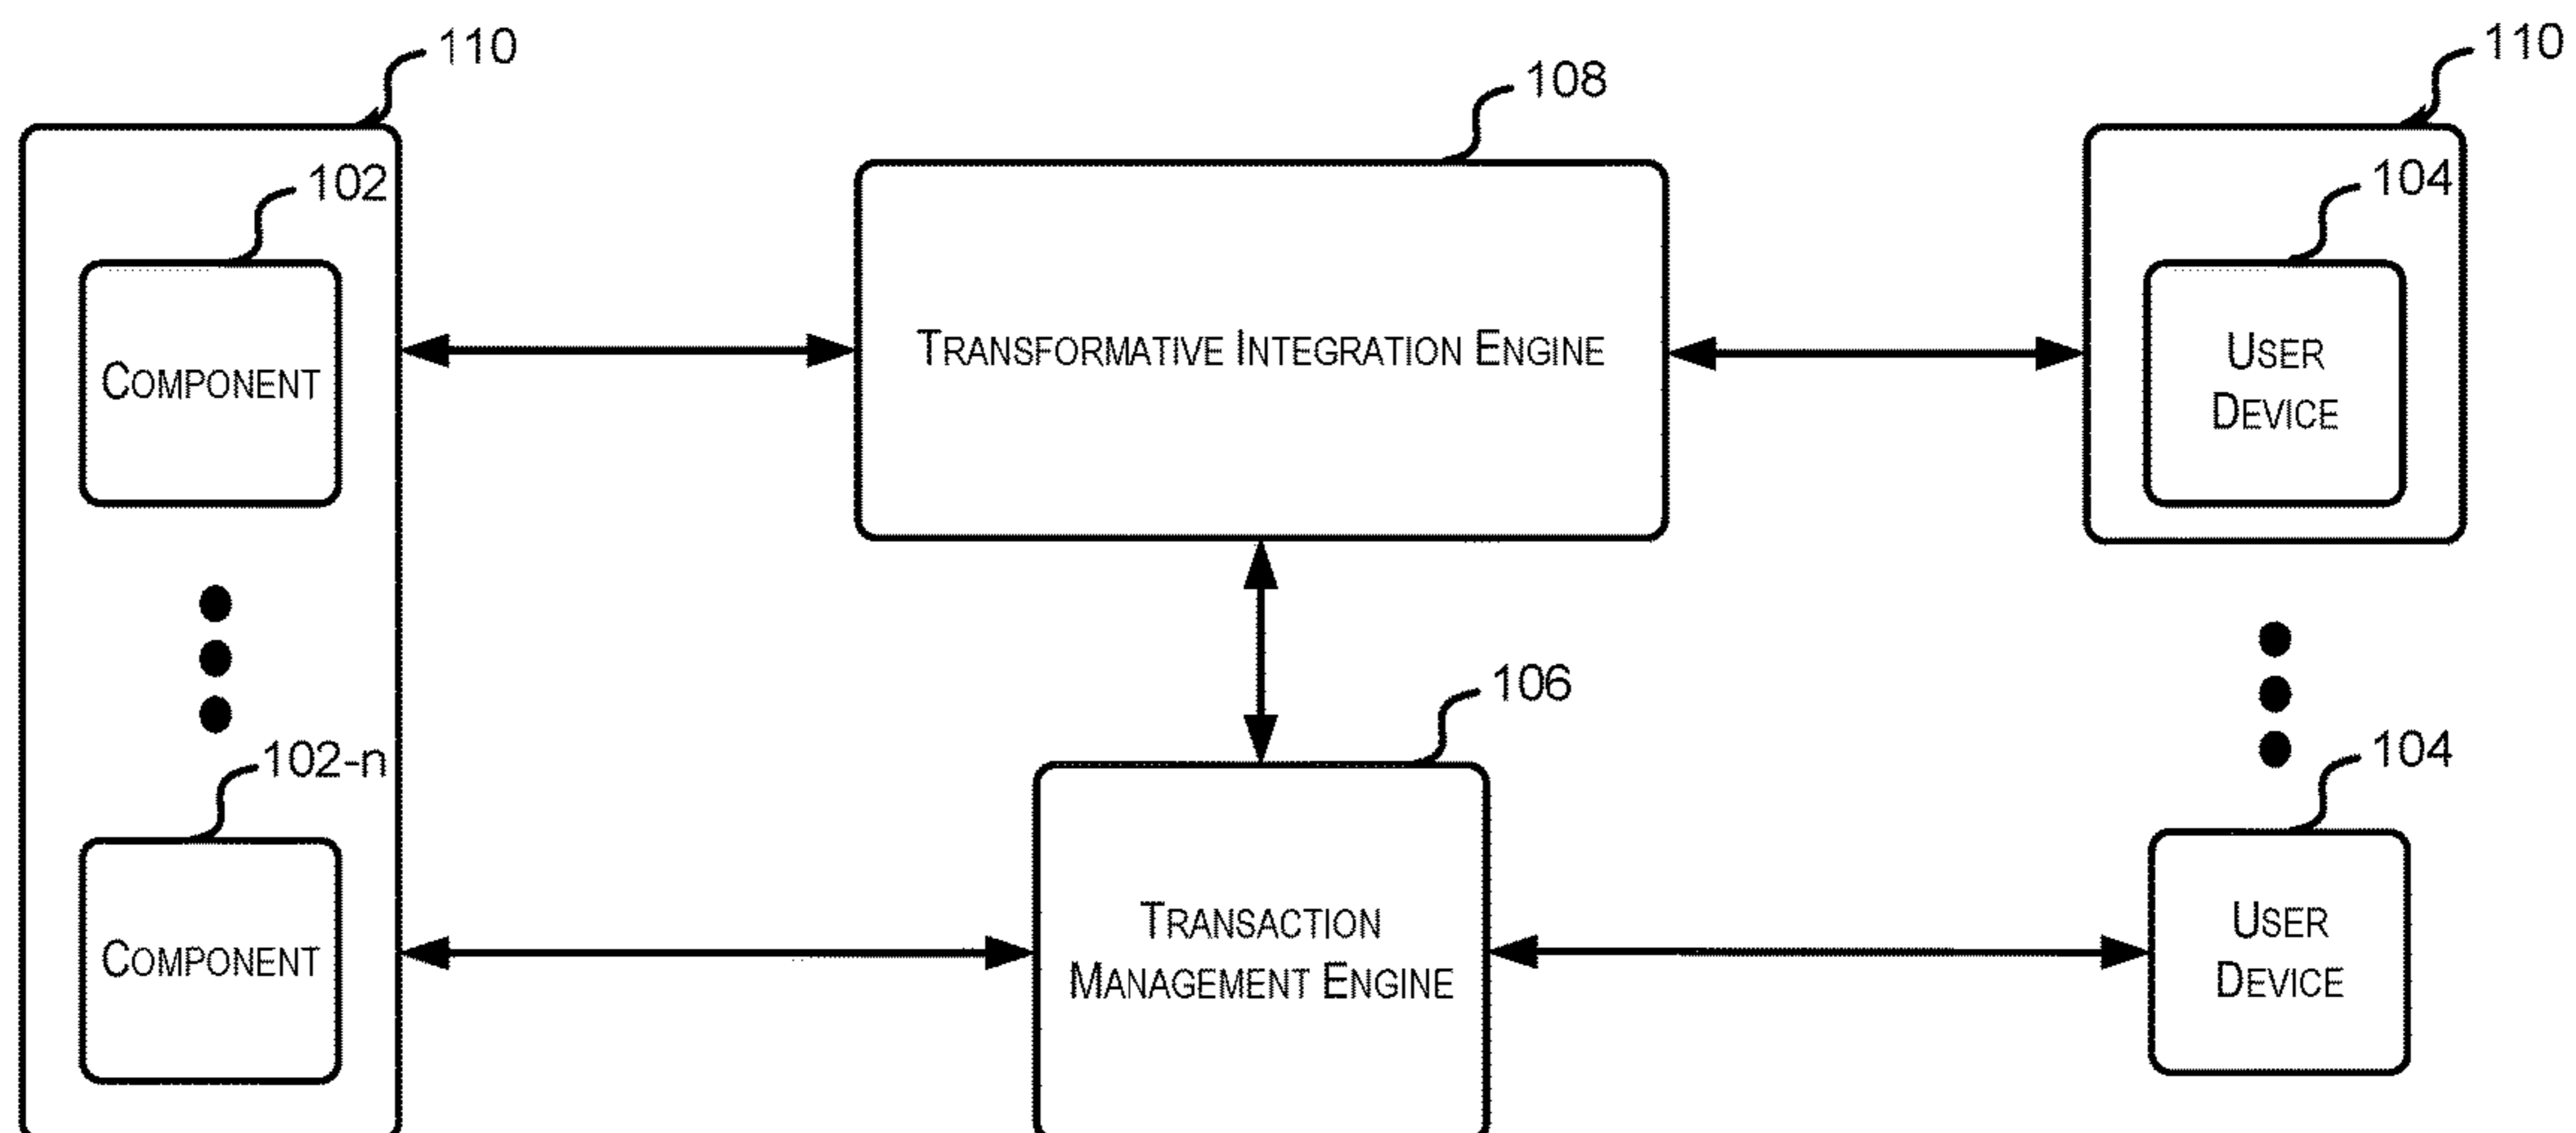 110
110
108
102
104
COMPONENT
TRANSFORMATIVE INTEGRATION ENGINE
USER
DEVICE
106
102-n
104
COMPONENT
TRANSACTION
MANAGEMENT ENGINE
USER
DEVICE